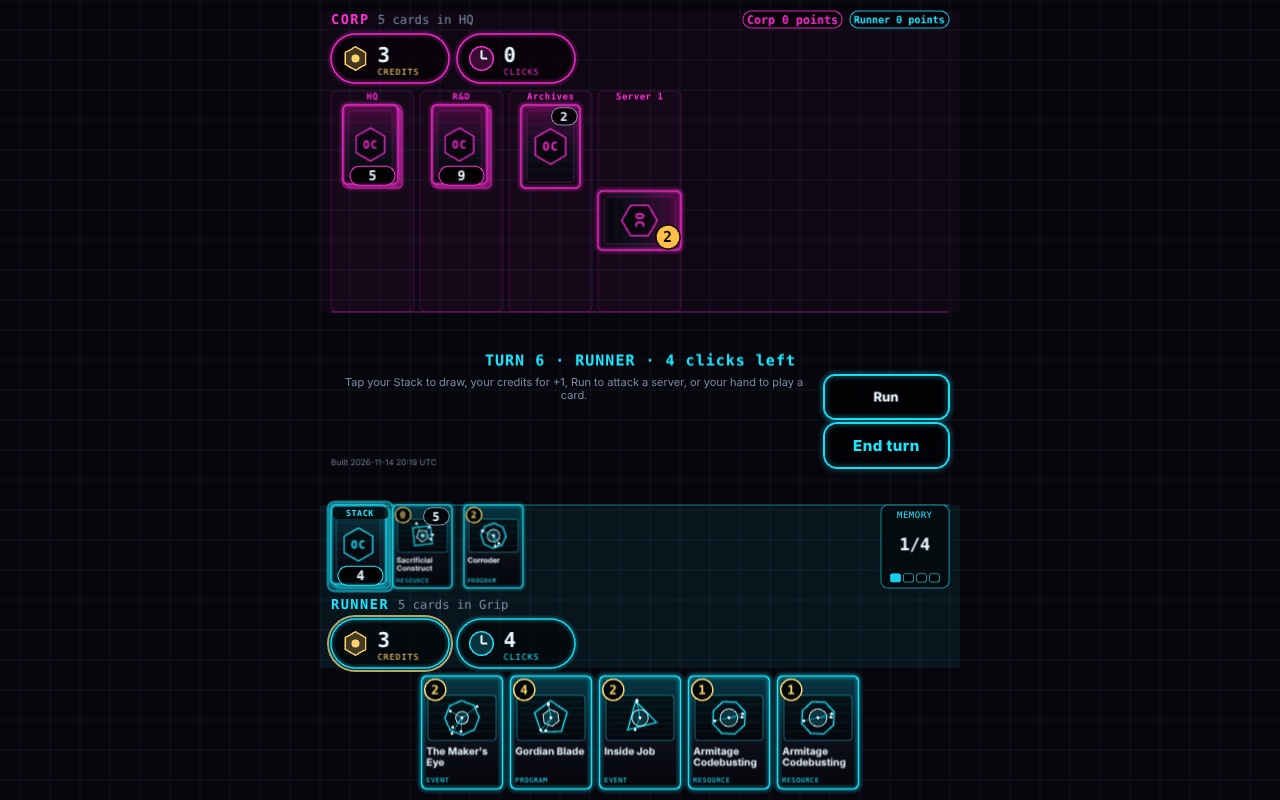 CORP 5 cards in HQ
Corp 0 points
Runner 0 points
3
CREDITS
0
CLICKS
HQ
R&D
Archives
Server 1
OC
5
OC
9
OC
2
OC
2
TURN 6 · RUNNER · 4 clicks left
Tap your Stack to draw, your credits for +1, Run to attack a server, or your hand to play a
card.
Run
End turn
Built 2026-11-14 20:19 UTC
STACK
OC
4
0
5
Sacrificial
Construct
RESOURCE
2
Corroder
PROGRAM
MEMORY
1/4
RUNNER 5 cards in Grip
3
CREDITS
4
CLICKS
2
The Maker's
Eye
EVENT
4
Gordian Blade
PROGRAM
2
Inside Job
EVENT
1
Armitage
Codebusting
RESOURCE
1
Armitage
Codebusting
RESOURCE